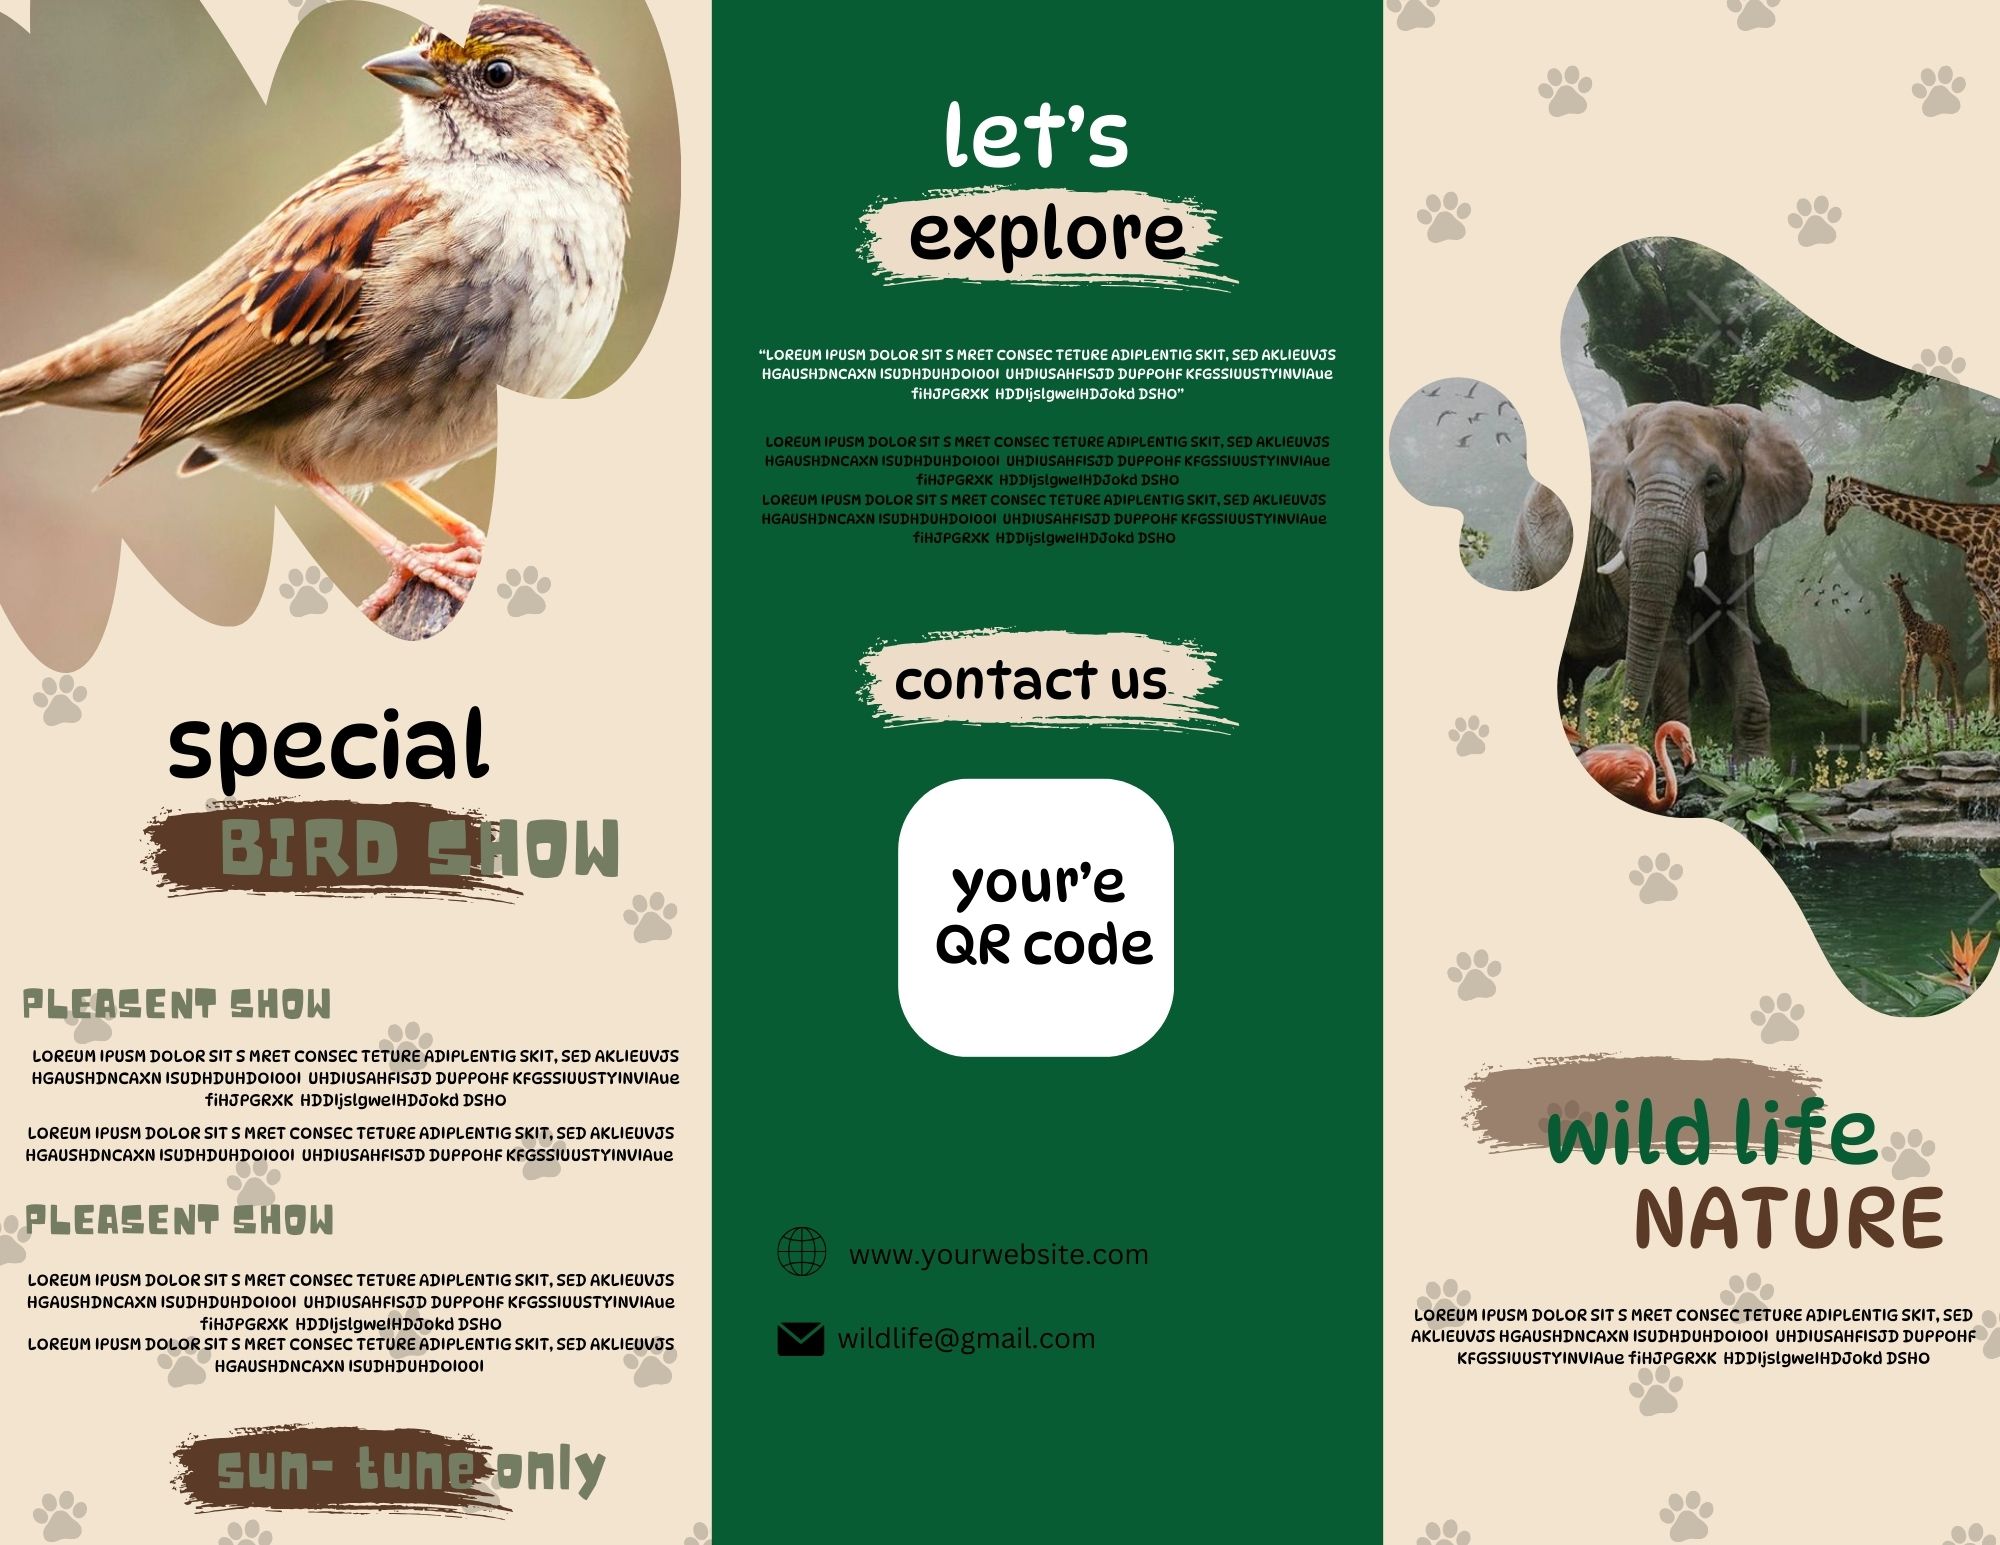 special
BIRD SHOW
PLEASENT SHOW
LOREUM IPUSM DOLOR SIT S MRET CONSEC TETURE ADIPLENTIG SKIT, SED AKLIEUVJS
HGAUSHDNCAXN ISUDHDUHDOIOOI UHDIUSAHFISJD DUPPOHF KFGSSIUUSTYINVIAue
fiHJPGRXK HDDIjslgweIHDJokd DSHO
LOREUM IPUSM DOLOR SIT S MRET CONSEC TETURE ADIPLENTIG SKIT, SED AKLIEUVJS
HGAUSHDNCAXN ISUDHDUHDOIOOI UHDIUSAHFISJD DUPPOHF KFGSSIUUSTYINVIAue
PLEASENT SHOW
LOREUM IPUSM DOLOR SIT S MRET CONSEC TETURE ADIPLENTIG SKIT, SED AKLIEUVJS
HGAUSHDNCAXN ISUDHDUHDOIOOI UHDIUSAHFISJD DUPPOHF KFGSSIUUSTYINVIAue
fiHJPGRXK HDDIjslgweIHDJokd DSHO
LOREUM IPUSM DOLOR SIT S MRET CONSEC TETURE ADIPLENTIG SKIT, SED AKLIEUVJS
HGAUSHDNCAXN ISUDHDUHDOIOOI
sun- tune only
let's
explore
“LOREUM IPUSM DOLOR SIT S MRET CONSEC TETURE ADIPLENTIG SKIT, SED AKLIEUVJS
HGAUSHDNCAXN ISUDHDUHDOIOOI UHDIUSAHFISJD DUPPOHF KFGSSIUUSTYINVIAue
fiHJPGRXK HDDIjslgweIHDJokd DSHO”
LOREUM IPUSM DOLOR SIT S MRET CONSEC TETURE ADIPLENTIG SKIT, SED AKLIEUVJS
HGAUSHDNCAXN ISUDHDUHDOIOOI UHDIUSAHFISJD DUPPOHF KFGSSIUUSTYINVIAue
fiHJPGRXK HDDIjslgweIHDJokd DSHO
LOREUM IPUSM DOLOR SIT S MRET CONSEC TETURE ADIPLENTIG SKIT, SED AKLIEUVJS
HGAUSHDNCAXN ISUDHDUHDOIOOI UHDIUSAHFISJD DUPPOHF KFGSSIUUSTYINVIAue
fiHJPGRXK HDDIjslgweIHDJokd DSHO
contact us
your'e
QR code
www.yourwebsite.com
wildlife@gmail.com
wild life
NATURE
LOREUM IPUSM DOLOR SIT S MRET CONSEC TETURE ADIPLENTIG SKIT, SED
AKLIEUVJS HGAUSHDNCAXN ISUDHDUHDOIOOI UHDIUSAHFISJD DUPPOHF
KFGSSIUUSTYINVIAue fiHJPGRXK HDDIjslgweIHDJokd DSHO